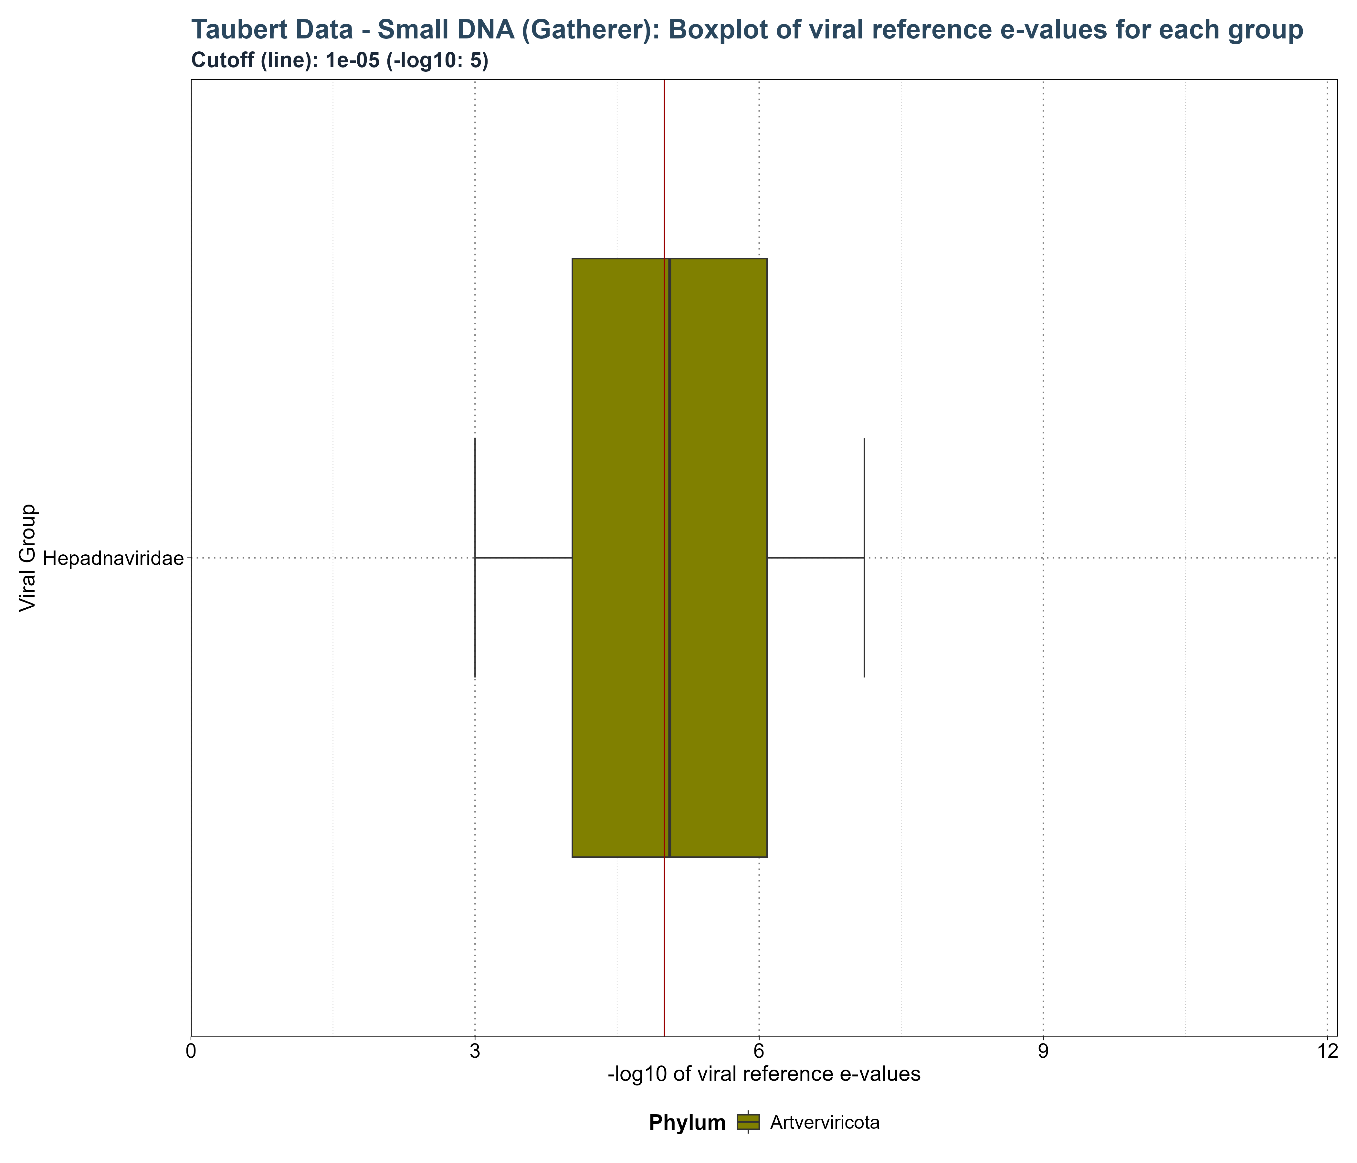 Taubert Data - Small DNA (Gatherer): Boxplot of viral reference e-values for each group
Cutoff (line): 1e-05 (-log10: 5)
Viral Group
Hepadnaviridae
0 3 6 9 12
-log10 of viral reference e-values
Phylum Artverviricota